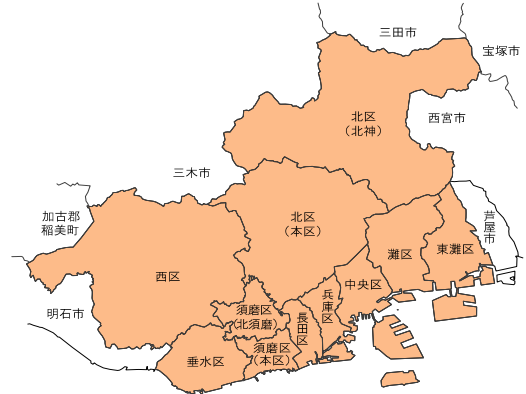 三田市
宝塚市
北区
(北神)
西宮市
三木市
加古郡
稲美町
北区
(本区)
芦屋市
灘区
東灘区
西区
中央区
兵庫区
須磨区
(北須磨)
長田区
明石市
垂水区
須磨区
(本区)